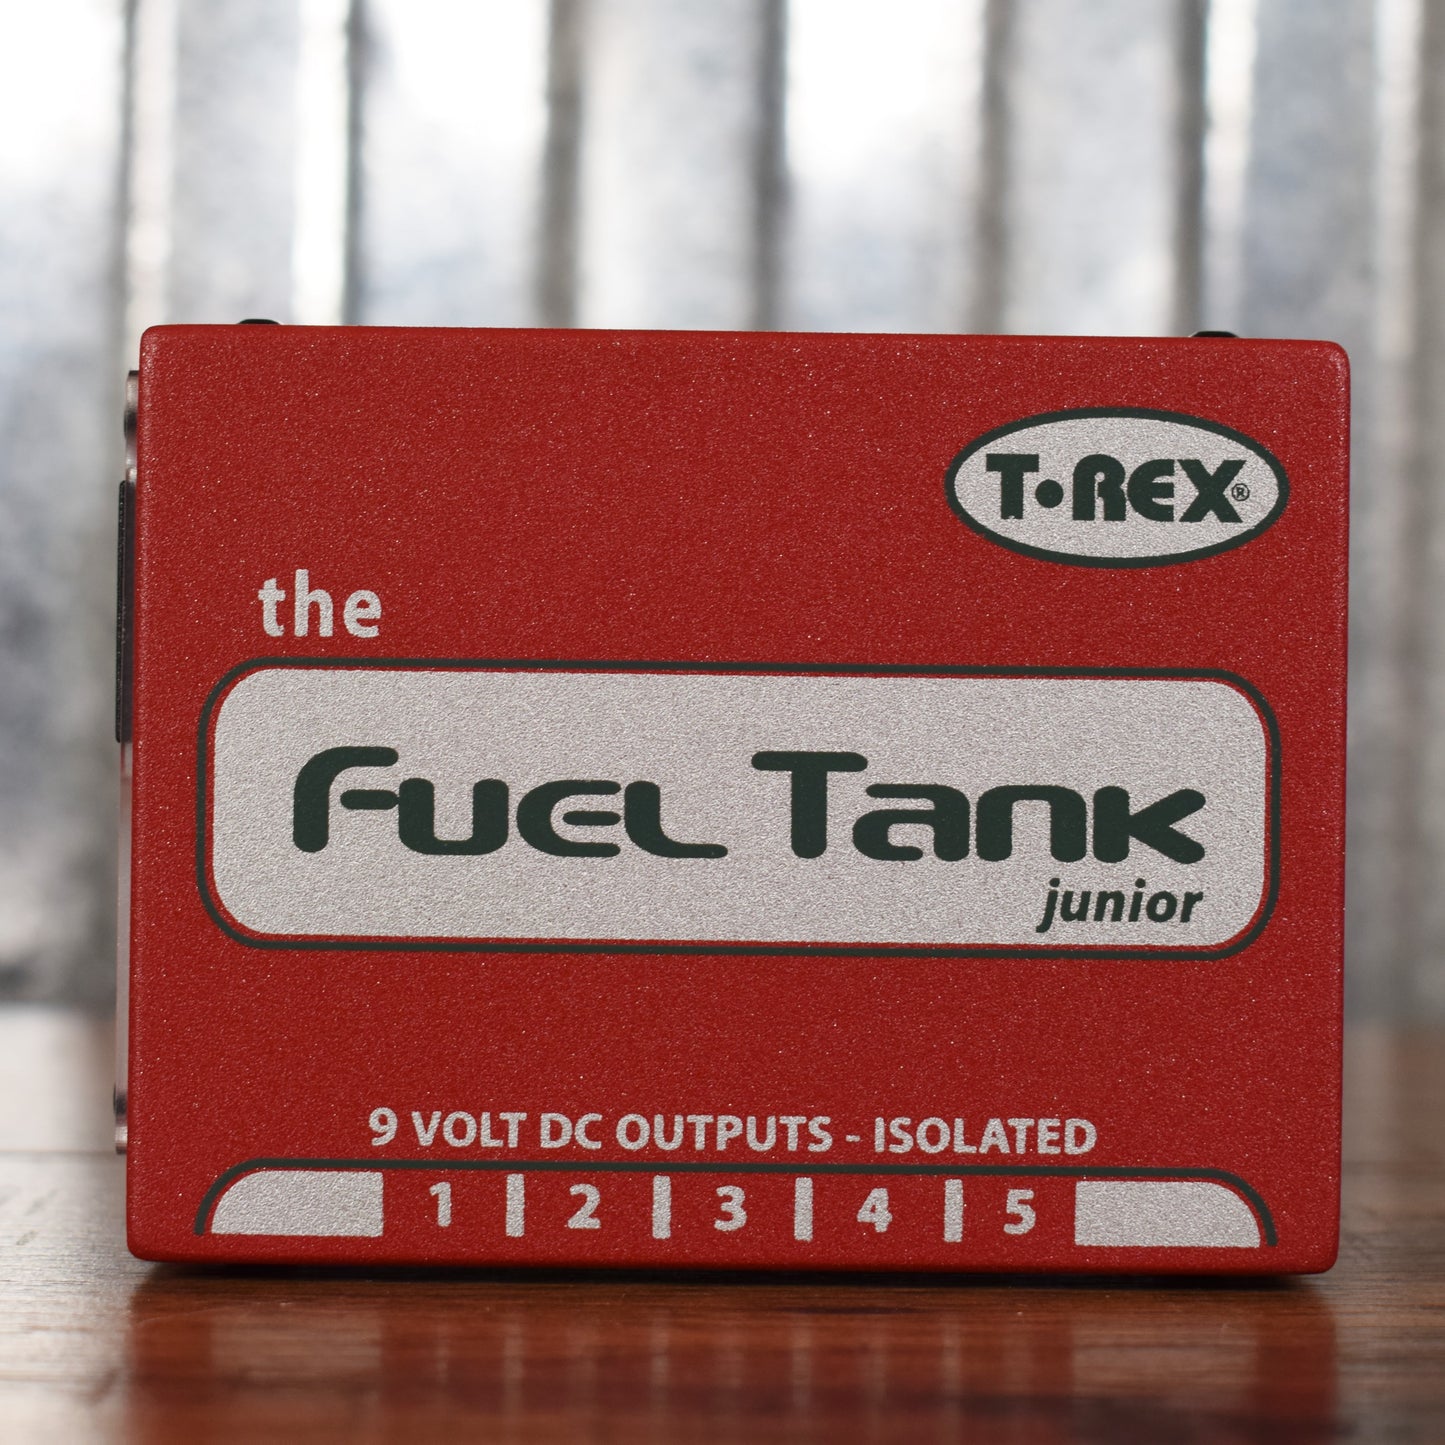 T•REX®
the
Fuel Tank
junior
9 VOLT DC OUTPUTS - ISOLATED
1 2 3 4 5